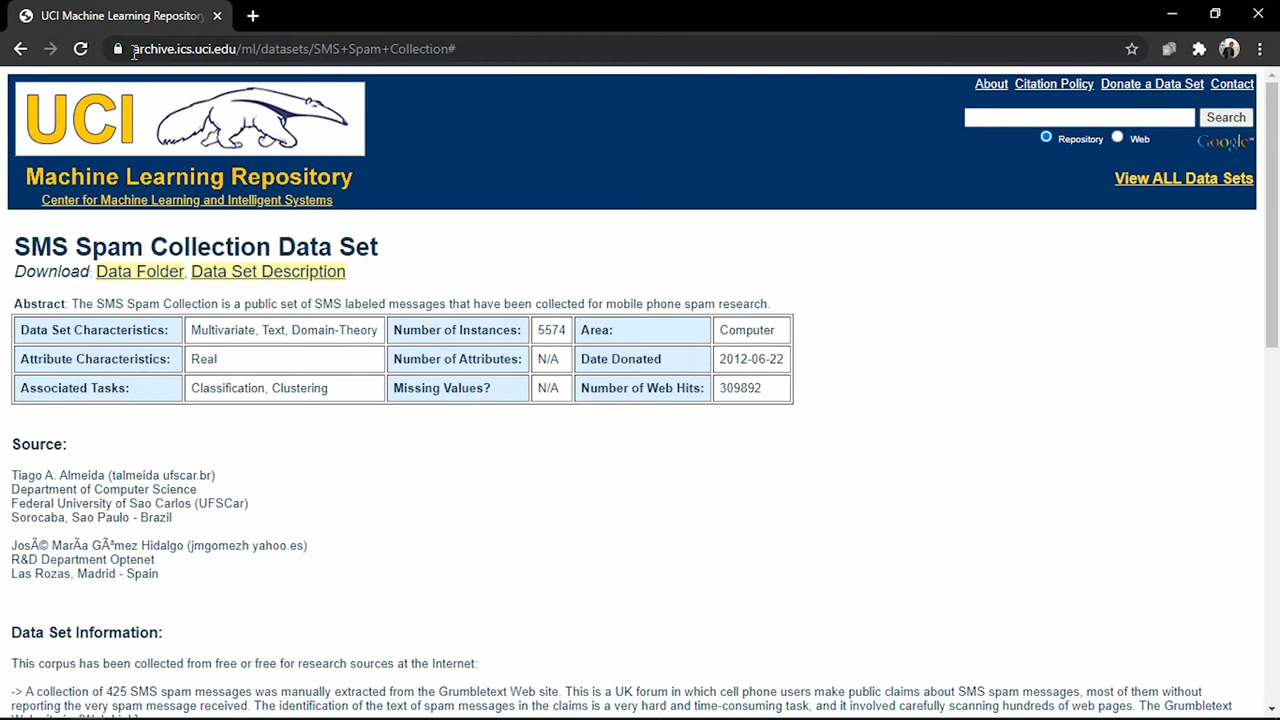 UCI Machine Learning Repository
archive.ics.uci.edu/ml/datasets/SMS+Spam+Collection#
About Citation Policy Donate a Data Set Contact
UCI
Search
Repository Web Google™
Machine Learning Repository
View ALL Data Sets
Center for Machine Learning and Intelligent Systems
SMS Spam Collection Data Set
Download: Data Folder, Data Set Description
Abstract: The SMS Spam Collection is a public set of SMS labeled messages that have been collected for mobile phone spam research.
Data Set Characteristics: Multivariate, Text, Domain-Theory Number of Instances: 5574 Area: Computer
Attribute Characteristics: Real Number of Attributes: N/A Date Donated 2012-06-22
Associated Tasks: Classification, Clustering Missing Values? N/A Number of Web Hits: 309892
Source:
Tiago A. Almeida (talmeida ufscar.br)
Department of Computer Science
Federal University of Sao Carlos (UFSCar)
Sorocaba, Sao Paulo - Brazil
JosÃ© MarÃ­a GÃ³mez Hidalgo (jmgomezh yahoo.es)
R&D Department Optenet
Las Rozas, Madrid - Spain
Data Set Information:
This corpus has been collected from free or free for research sources at the Internet:
-> A collection of 425 SMS spam messages was manually extracted from the Grumbletext Web site. This is a UK forum in which cell phone users make public claims about SMS spam messages, most of them without
reporting the very spam message received. The identification of the text of spam messages in the claims is a very hard and time-consuming task, and it involved carefully scanning hundreds of web pages. The Grumbletext